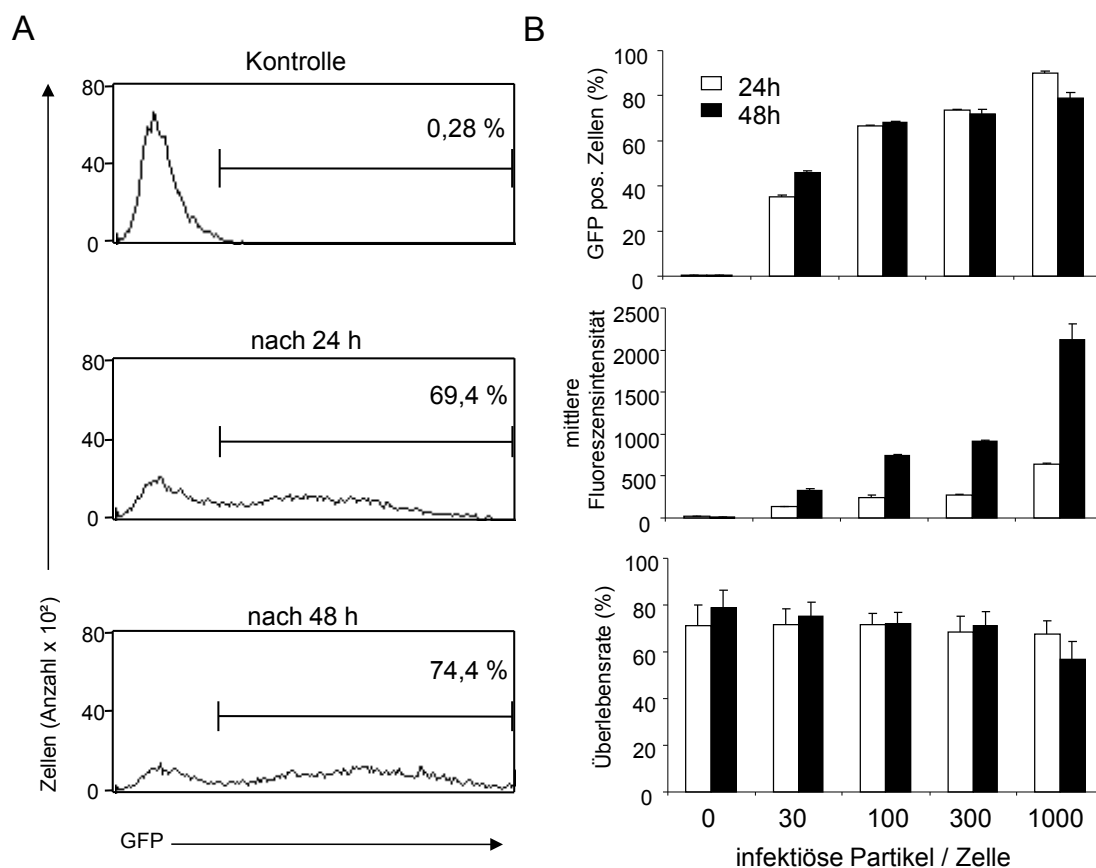 A
Kontrolle
80
40
0
0,28 %
nach 24 h
80
40
0
69,4 %
nach 48 h
80
40
0
74,4 %
Zellen (Anzahl x 10²)
GFP
B
GFP pos. Zellen (%)
100
80
60
40
20
0
24h
48h
mittlere
Fluoreszensintensität
2500
2000
1500
1000
500
0
Überlebensrate (%)
100
80
60
40
20
0
0 30 100 300 1000
infektiöse Partikel / Zelle